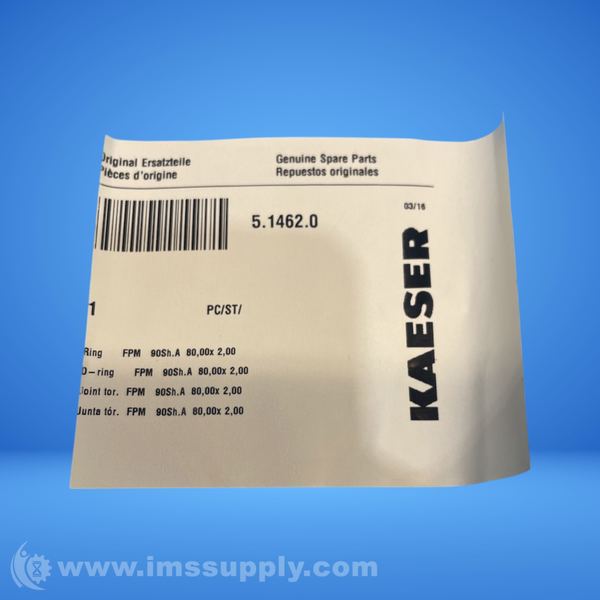 Original Ersatzteile
Pièces d'origine
Genuine Spare Parts
Repuestos originales
5.1462.0
03/16
KAESER
1
PC/ST/
Ring FPM 90Sh.A 80,00x 2,00
O-ring FPM 90Sh.A 80,00x 2,00
Joint tor. FPM 90Sh.A 80,00x 2,00
Junta tór. FPM 90Sh.A 80,00x 2,00
www.imssupply.com